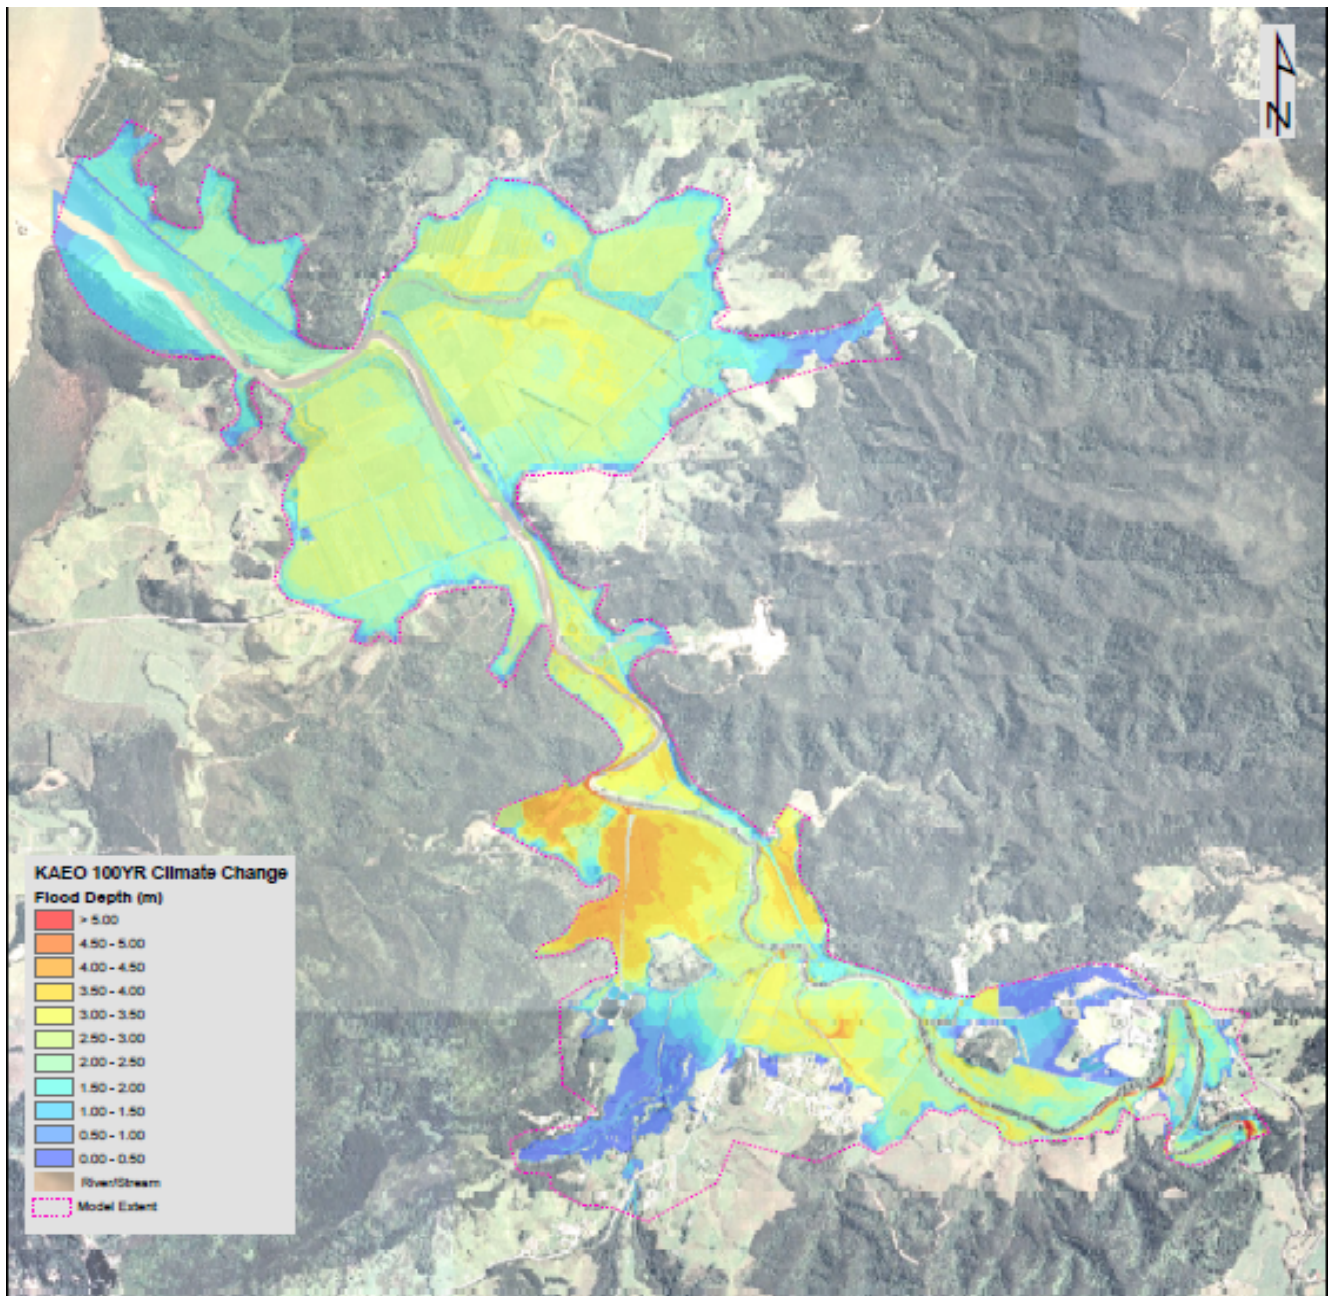 N
KAEO 100YR Climate Change
Flood Depth (m)
> 5.00
4.50 - 5.00
4.00 - 4.50
3.50 - 4.00
3.00 - 3.50
2.50 - 3.00
2.00 - 2.50
1.50 - 2.00
1.00 - 1.50
0.50 - 1.00
0.00 - 0.50
River/Stream
Model Extent